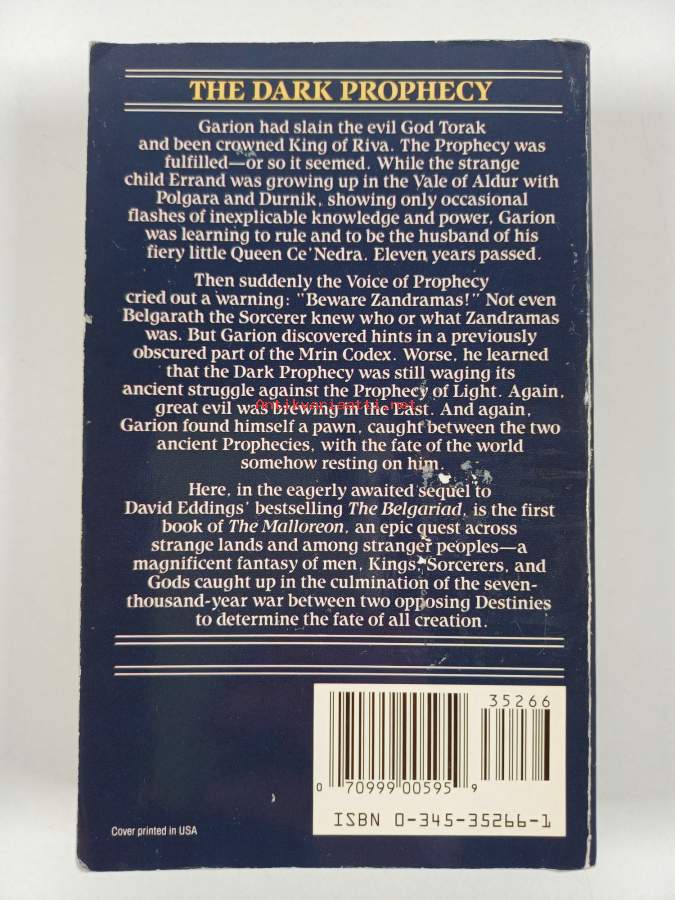 THE DARK PROPHECY
Garion had slain the evil God Torak
and been crowned King of Riva. The Prophecy was
fulfilled—or so it seemed. While the strange
child Errand was growing up in the Vale of Aldur with
Polgara and Durnik, showing only occasional
flashes of inexplicable knowledge and power, Garion
was learning to rule and to be the husband of his
fiery little Queen Ce'Nedra. Eleven years passed.
Then suddenly the Voice of Prophecy
cried out a warning: "Beware Zandramas!" Not even
Belgarath the Sorcerer knew who or what Zandramas
was. But Garion discovered hints in a previously
obscured part of the Mrin Codex. Worse, he learned
that the Dark Prophecy was still waging its
ancient struggle against the Prophecy of Light. Again,
great evil was brewing in the East. And again,
Antikvariaatti.net
Garion found himself a pawn, caught between the two
ancient Prophecies, with the fate of the world
somehow resting on him.
Here, in the eagerly awaited sequel to
David Eddings' bestselling The Belgariad, is the first
book of The Malloreon, an epic quest across
strange lands and among stranger peoples—a
magnificent fantasy of men, Kings, Sorcerers, and
Gods caught up in the culmination of the seven-
thousand-year war between two opposing Destinies
to determine the fate of all creation.
35266
0 70999 00595 9
ISBN 0-345-35266-1
Cover printed in USA